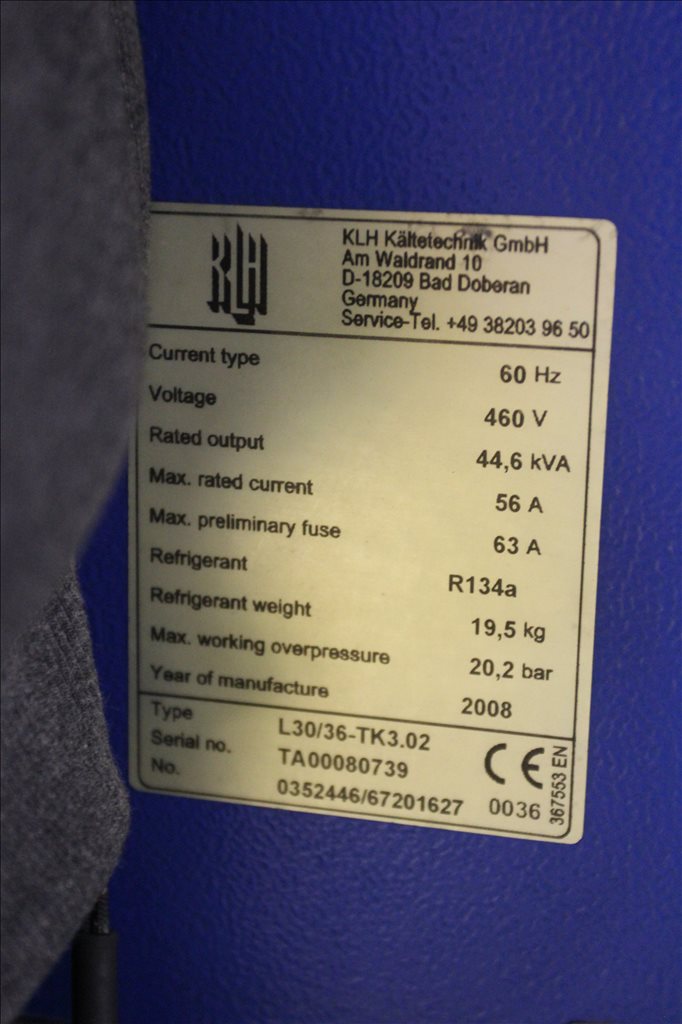 KLH
KLH Kältetechnik GmbH
Am Waldrand 10
D-18209 Bad Doberan
Germany
Service-Tel. +49 38203 96 50
Current type 60 Hz
Voltage 460 V
Rated output 44,6 kVA
Max. rated current 56 A
Max. preliminary fuse 63 A
Refrigerant R134a
Refrigerant weight 19,5 kg
Max. working overpressure 20,2 bar
Year of manufacture 2008
Type L30/36-TK3.02
Serial no. TA00080739
No. 0352446/67201627
CE
0036
367553 EN